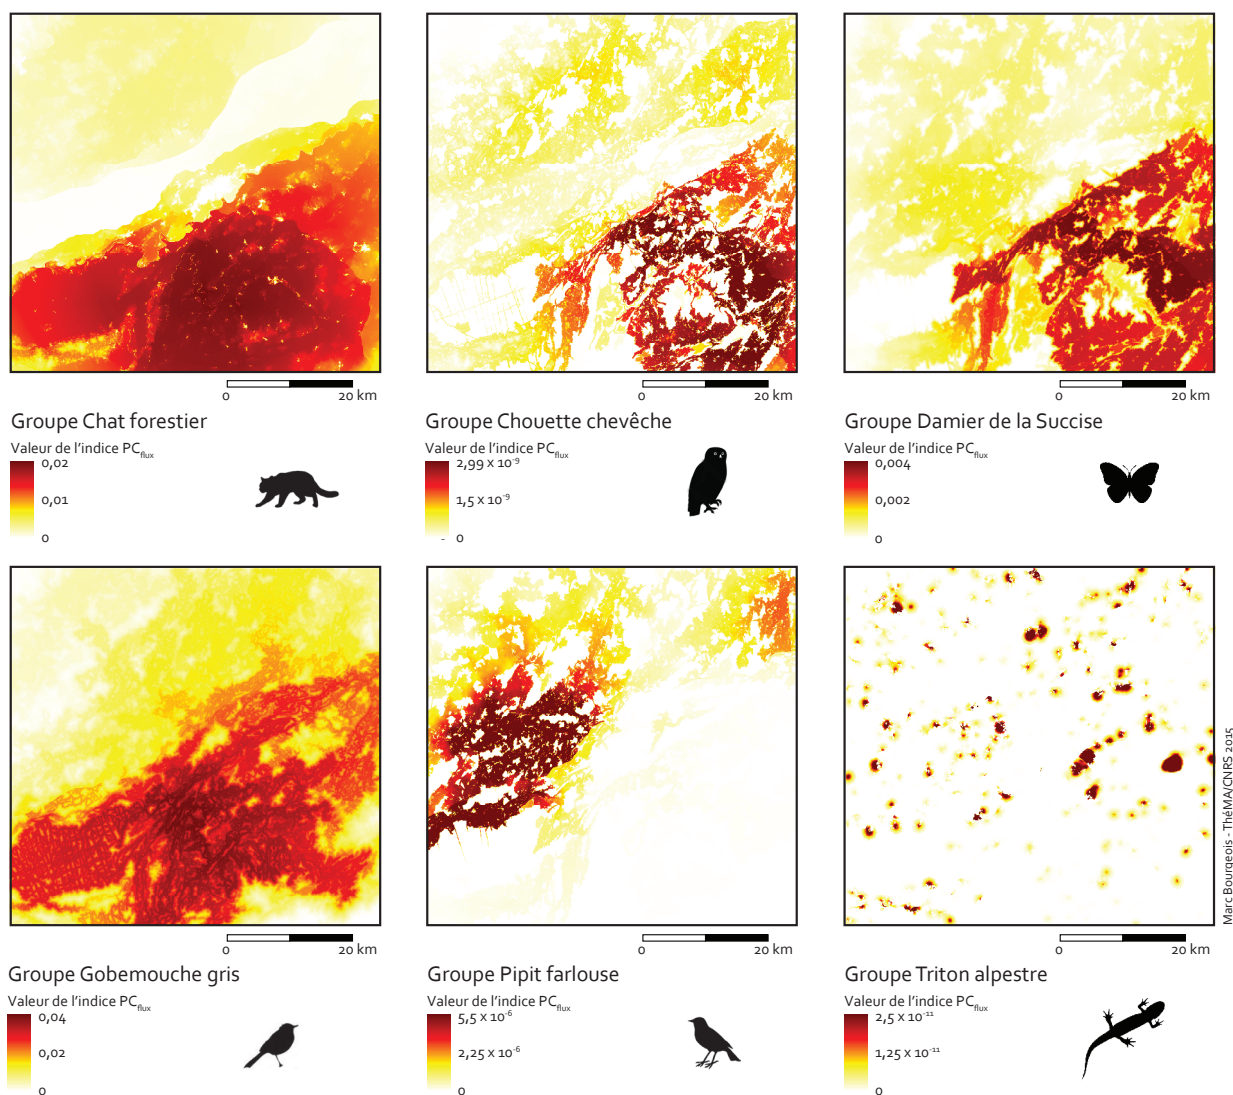 0 20 km
0 20 km
0 20 km
Groupe Chat forestier
Valeur de l'indice PCflux
0,02
0,01
0
Groupe Chouette chevêche
Valeur de l'indice PCflux
2,99 x 10-9
1,5 x 10-9
0
Groupe Damier de la Succise
Valeur de l'indice PCflux
0,004
0,002
0
Marc Bourgeois - ThéMA/CNRS 2015
0 20 km
0 20 km
0 20 km
Groupe Gobemouche gris
Valeur de l'indice PCflux
0,04
0,02
0
Groupe Pipit farlouse
Valeur de l'indice PCflux
5,5 x 10-6
2,25 x 10-6
0
Groupe Triton alpestre
Valeur de l'indice PCflux
2,5 x 10-11
1,25 x 10-11
0